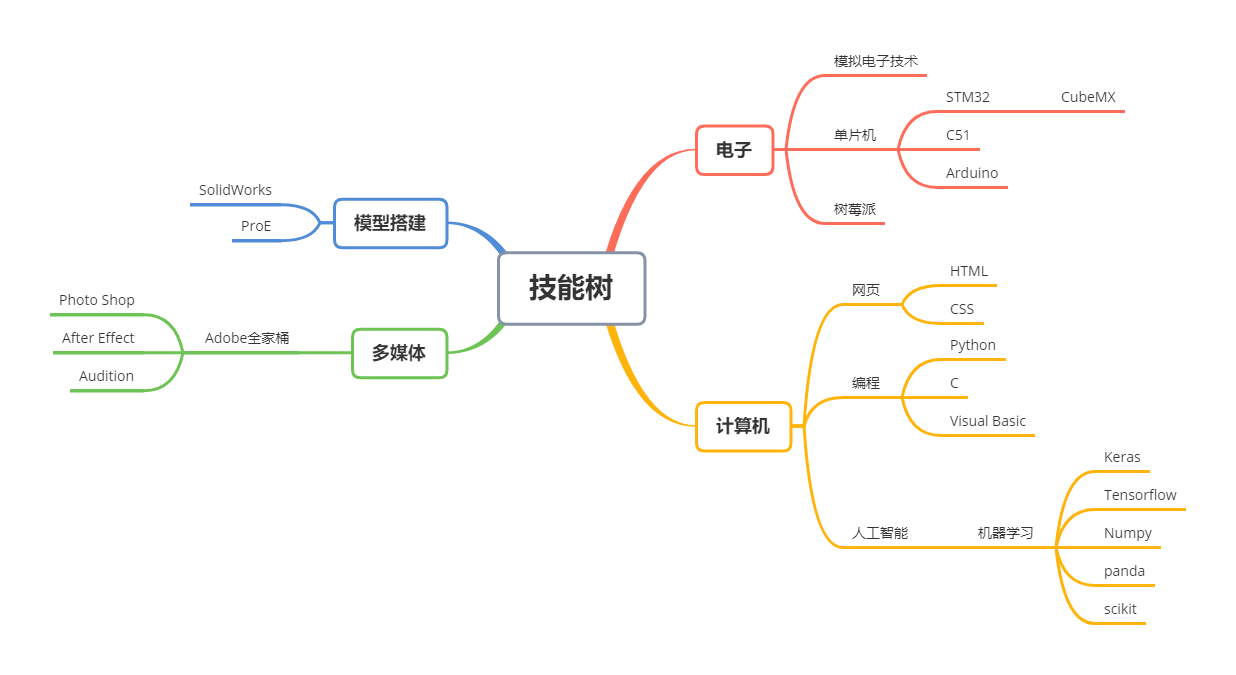 技能树
电子
模拟电子技术
单片机
STM32
CubeMX
C51
Arduino
树莓派
计算机
网页
HTML
CSS
编程
Python
C
Visual Basic
人工智能
机器学习
Keras
Tensorflow
Numpy
panda
scikit
模型搭建
SolidWorks
ProE
多媒体
Adobe全家桶
Photo Shop
After Effect
Audition